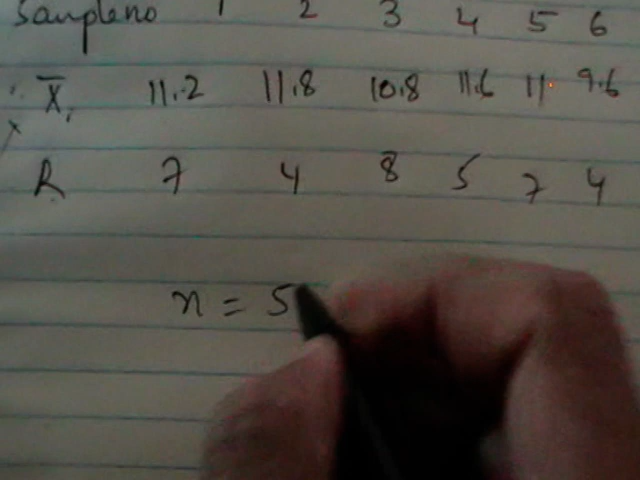 Sampleno 1 2 3 4 5 6
X̄ 11.2 11.8 10.8 11.6 11. 9.6
R 7 4 8 5 7 4
n = 5